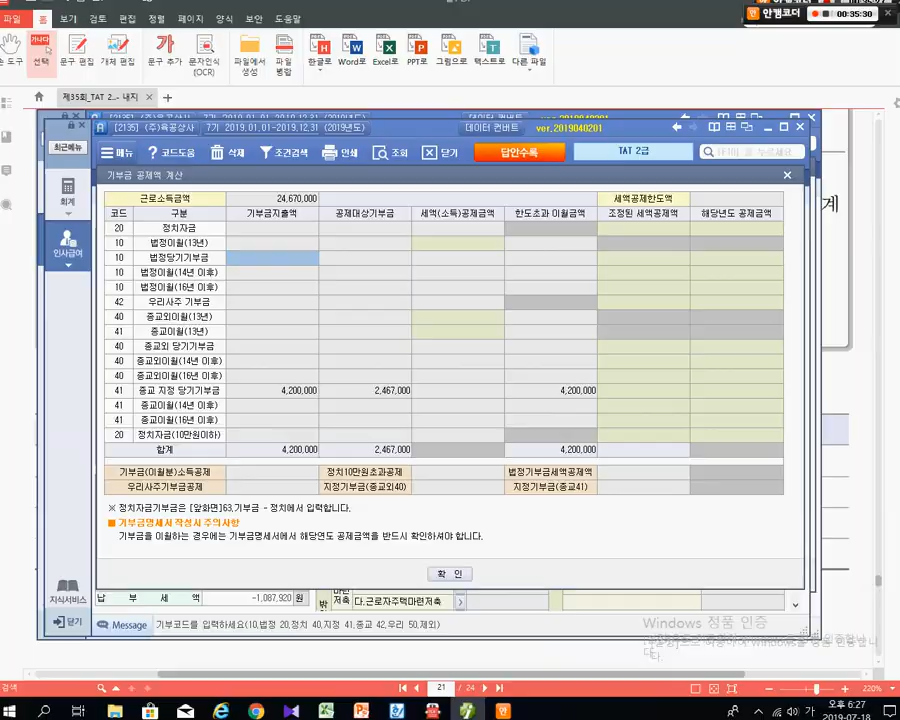 안캠코더 00:35:30
파일 홈 보기 검토 편집 정렬 페이지 양식 보안 도움말
손 도구 선택 문구 편집 개체 편집 문구 추가 문자인식 (OCR) 파일에서 생성 파일 병합 한글로 Word로 Excel로 PPT로 그림으로 텍스트로 다른 파일
제35회_TAT 2... - 내지
[2135] (주)육공상사 7기 2019.01.01~2019.12.31 (2019년도) 데이터 컨버트 ver.2019040201
최근메뉴
메뉴 코드도움 삭제 조건검색 인쇄 조회 닫기 답안수록 TAT 2급
회계
인사급여
지식서비스
닫기
계
기부금 공제액 계산
근로소득금액 24,670,000 세액공제한도액
코드 구분 기부금지출액 공제대상기부금 세액(소득)공제금액 한도초과 이월금액 조정된 세액공제액 해당년도 공제금액
20 정치자금
10 법정이월(13년)
10 법정당기기부금
10 법정이월(14년 이후)
10 법정이월(16년 이후)
42 우리사주 기부금
40 종교외이월(13년)
41 종교이월(13년)
40 종교외 당기기부금
40 종교외이월(14년 이후)
40 종교외이월(16년 이후)
41 종교 지정 당기기부금 4,200,000 2,467,000 4,200,000
41 종교이월(14년 이후)
41 종교이월(16년 이후)
20 정치자금(10만원이하)
합계 4,200,000 2,467,000 4,200,000
기부금(이월분)소득공제 정치10만원초과공제 법정기부금세액공제액
우리사주기부금공제 지정기부금(종교외40) 지정기부금(종교41)
※ 정치자금기부금은 [앞화면]63,기부금 - 정치에서 입력합니다.
■ 기부금명세서 작성시 주의사항
기부금을 이월하는 경우에는 기부금명세서에서 해당연도 공제금액을 반드시 확인하셔야 합니다.
확 인
납 부 세 액 -1,087,920 원 저축 다.근로자주택마련저축
Message 기부코드를 입력하세요(10,법정 20,정치 40,지정 41,종교 42,우리 50,제외)
Windows 정품 인증
검색 21 / 24 220%
가 오후 6:27
2019-07-18